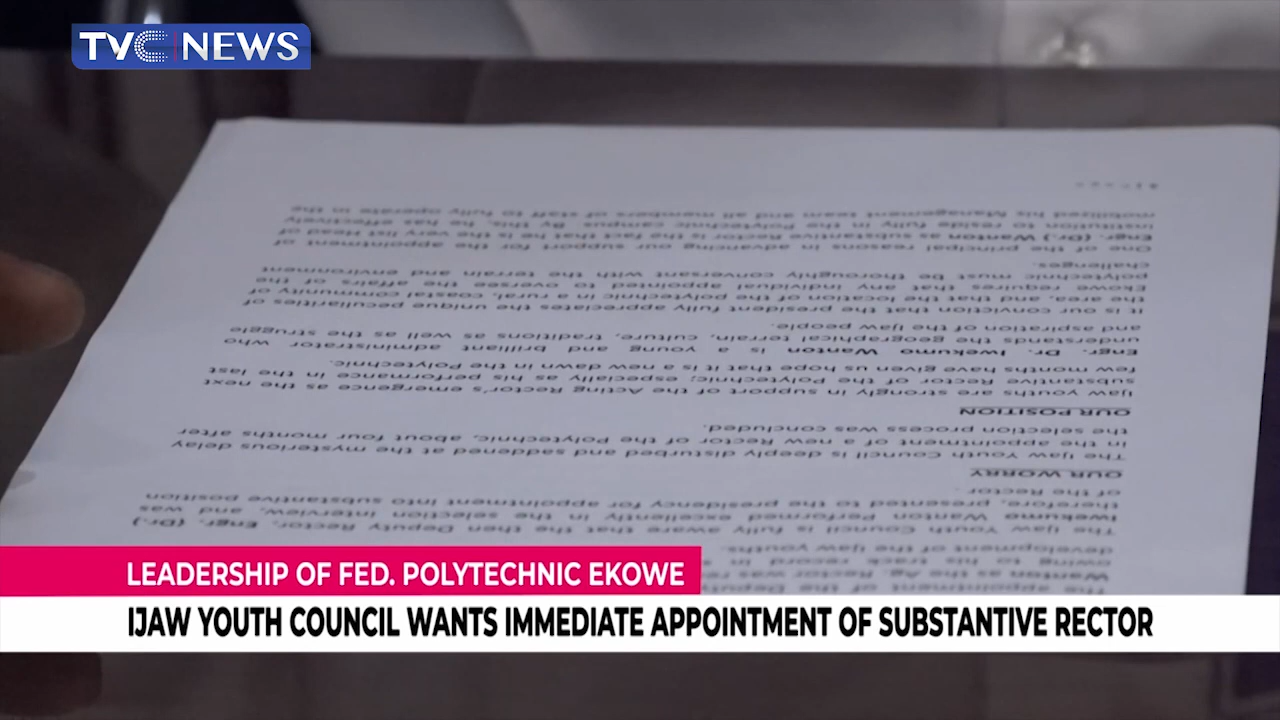 TVC NEWS
Wanton as the Ag. Rector was
owing to his track record in
development of the Ijaw youths.
The Ijaw Youth Council is fully aware that the then Deputy Rector, Engr. (Dr.)
Iwekumo Wanton Performed excellently in the selection interview, and was
therefore, presented to the presidency for appointment into substantive position
of the Rector .
OUR WORRY
The Ijaw Youth Council is deeply disturbed and saddened at the mysterious delay
in the appointment of a new Rector of the Polytechnic, about four months after
the selection process was concluded.
OUR POSITION
Ijaw youths are strongly in support of the Acting Rector's emergence as the next
substantive Rector of the Polytechnic; especially as his performance in the last
few months have given us hope that it is a new dawn in the Polytechnic.
Engr. Dr. Iwekumo Wanton is a young and brilliant administrator who
understands the geographical terrain, culture, traditions as well as the struggle
and aspiration of the Ijaw people.
It is our conviction that the president fully appreciates the unique peculiarities of
the area, and that the location of the polytechnic in a rural, coastal community of
Ekowe requires that any individual appointed to oversee the affairs of the
polytechnic must be thoroughly conversant with the terrain and environment
challenges.
One of the principal reasons in advancing our support for the appointment of
Engr. (Dr.) Wanton as substantive Rector is the fact that he is the very first Head of
institution to reside fully in the Polytechnic campus. By this, he has effectively
mobilized his Management team and all members of staff to fully operate in the
LEADERSHIP OF FED. POLYTECHNIC EKOWE
IJAW YOUTH COUNCIL WANTS IMMEDIATE APPOINTMENT OF SUBSTANTIVE RECTOR